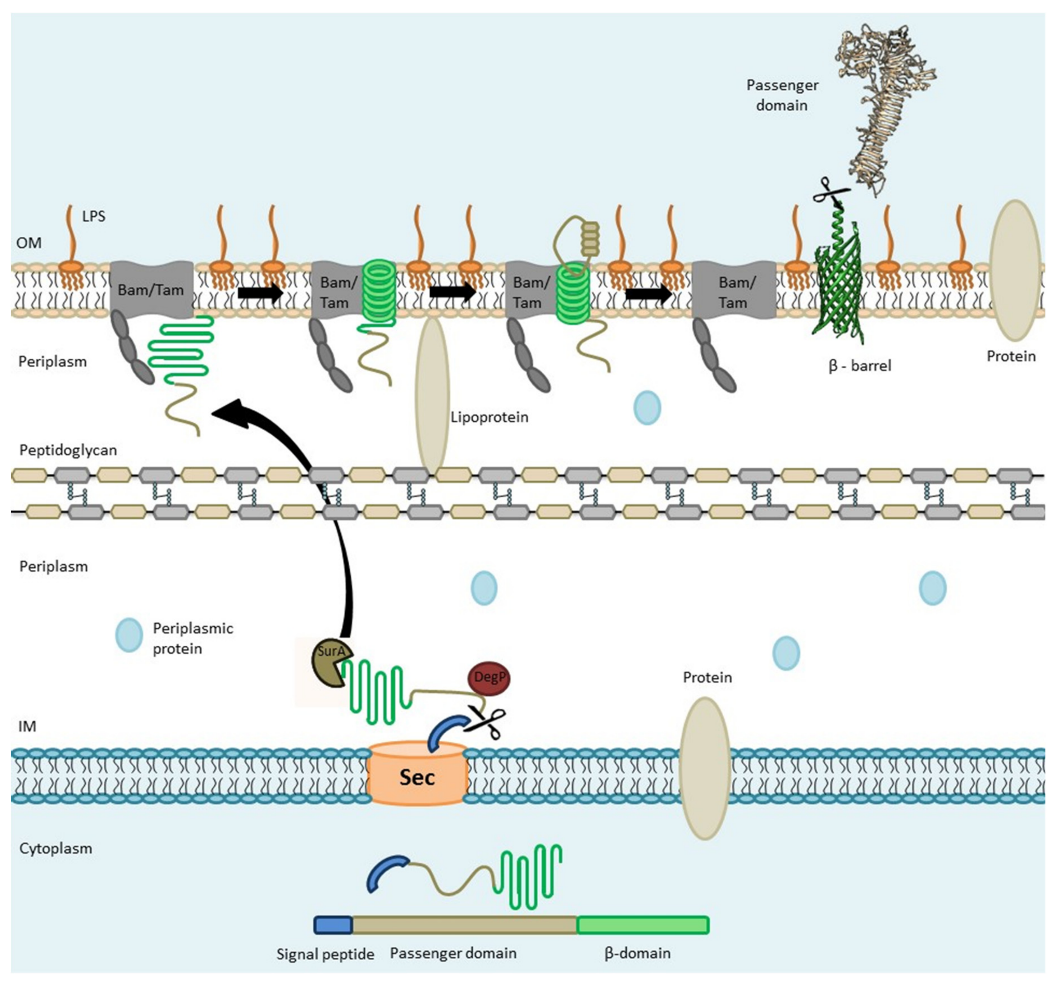 Passenger
domain
LPS
OM
Bam/Tam
Bam/
Tam
Bam/
Tam
Bam/
Tam
Periplasm
β - barrel
Protein
Lipoprotein
Peptidoglycan
Periplasm
Periplasmic
protein
SurA
DegP
Protein
IM
Sec
Cytoplasm
Signal peptide
Passenger domain
β-domain